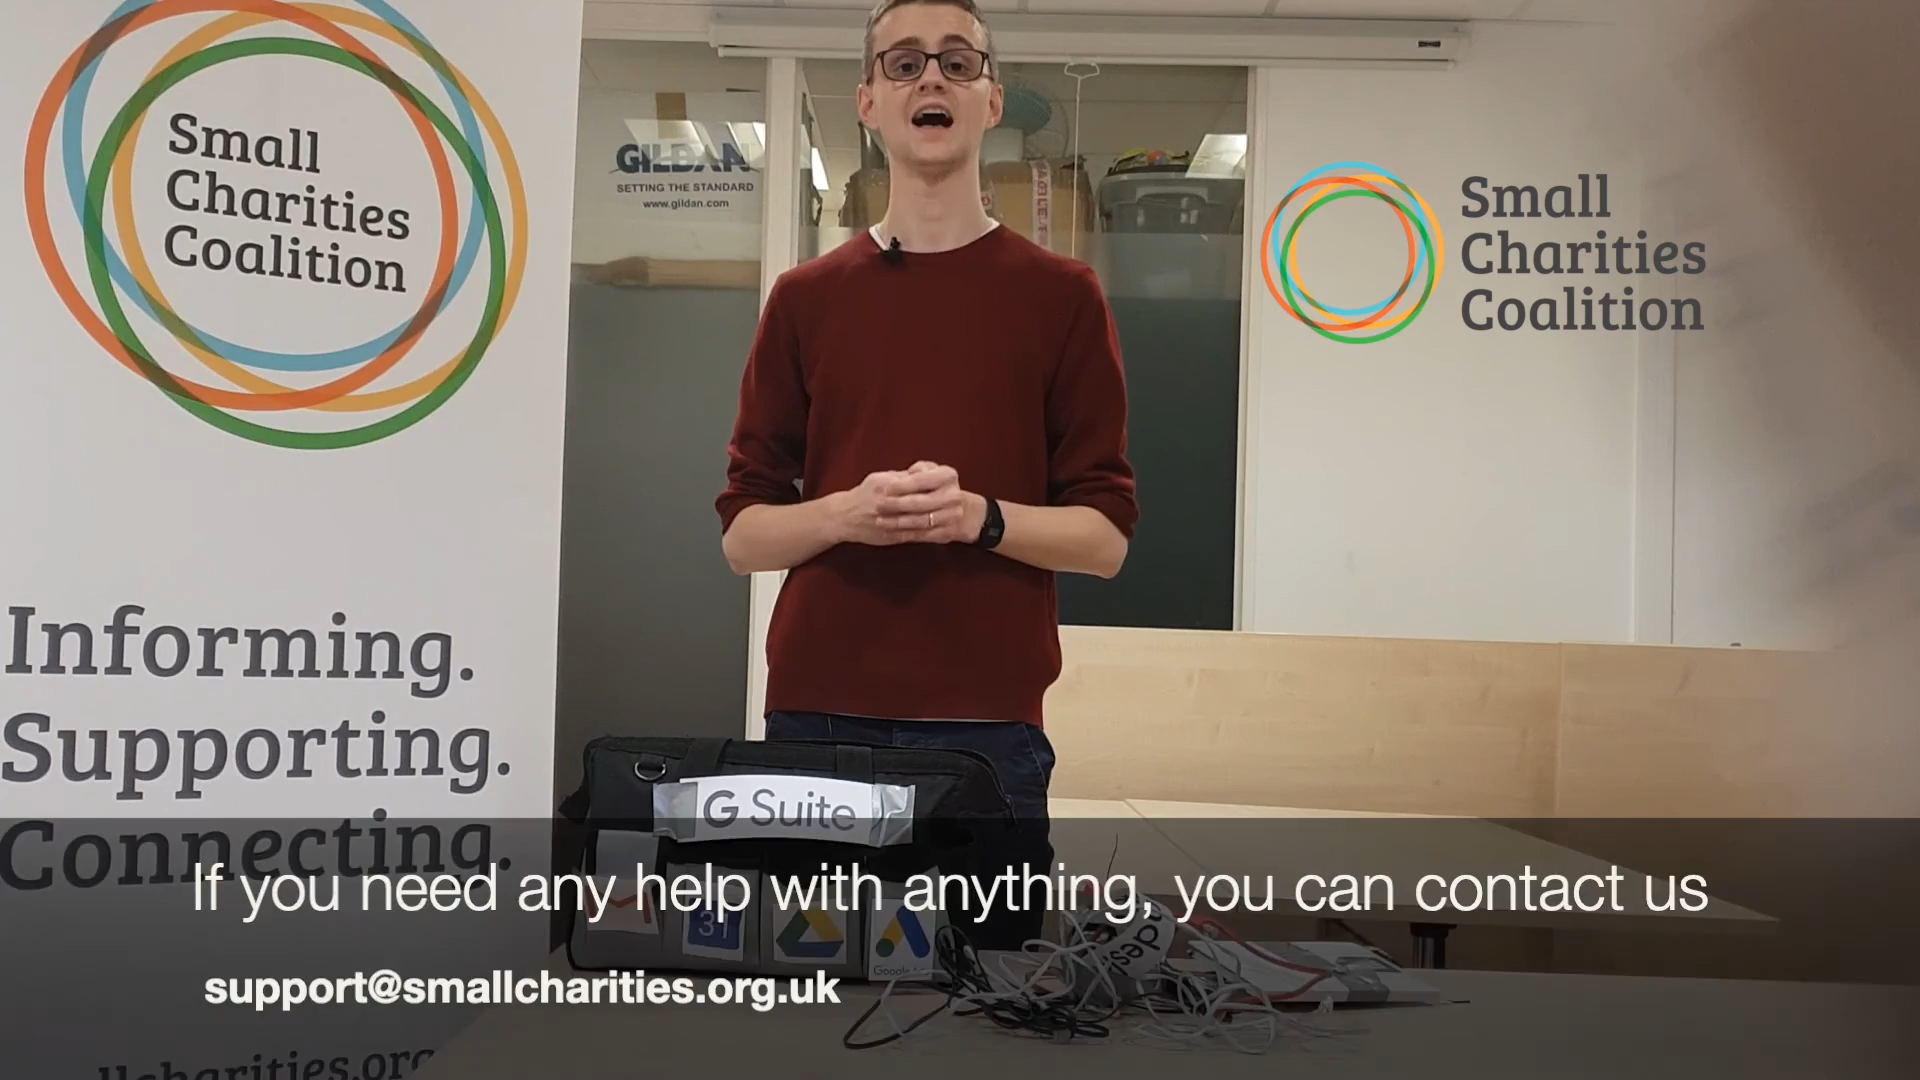 Small
Charities
Coalition
Informing.
Supporting.
Connecting.
GILDAN
SETTING THE STANDARD
www.gildan.com
Small
Charities
Coalition
G Suite
31
If you need any help with anything, you can contact us
support@smallcharities.org.uk